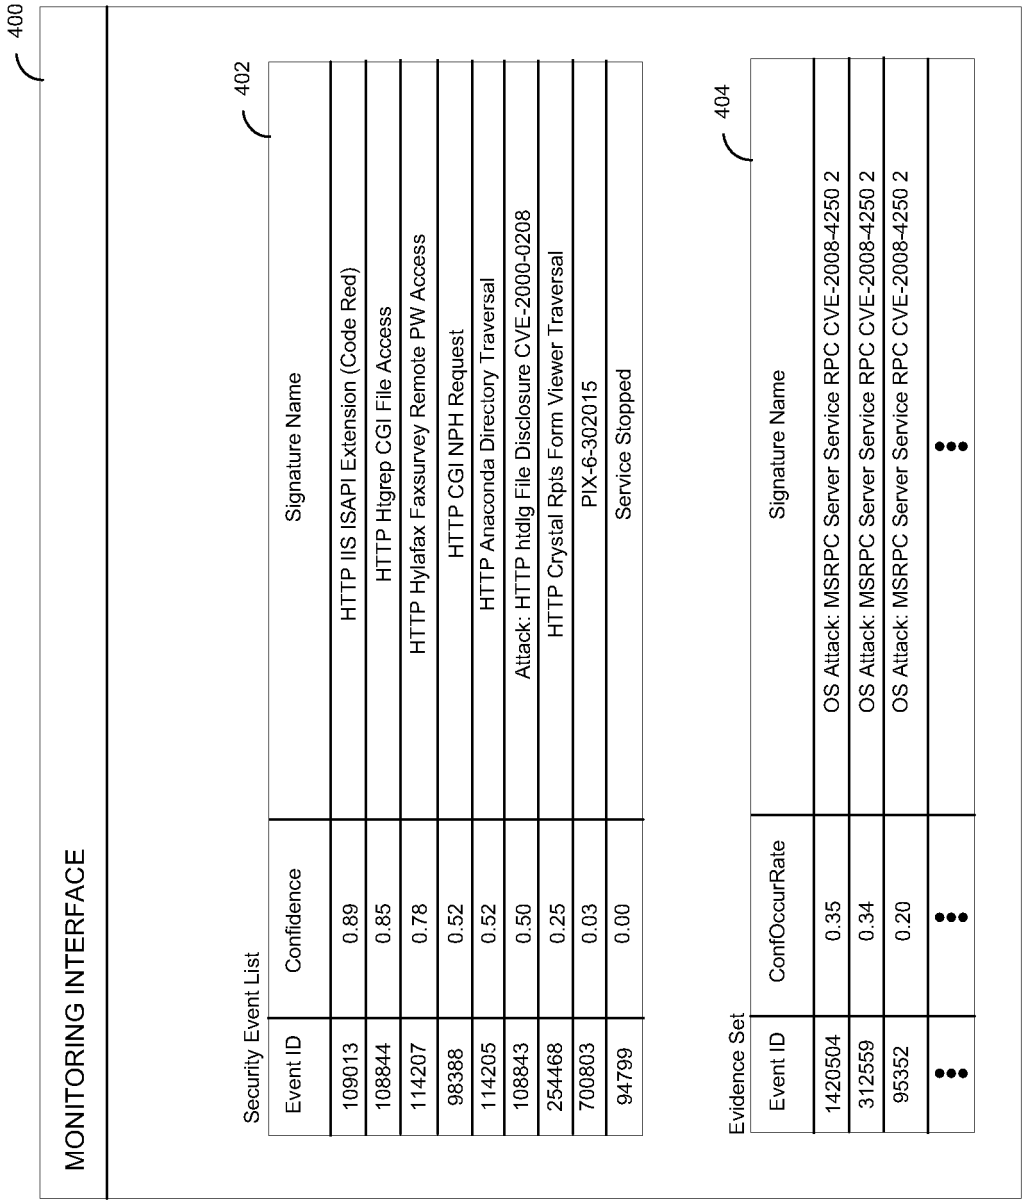 400
MONITORING INTERFACE
402
Security Event List
Event ID Confidence Signature Name
109013 0.89 HTTP IIS ISAPI Extension (Code Red)
108844 0.85 HTTP Htgrep CGI File Access
114207 0.78 HTTP Hylafax Faxsurvey Remote PW Access
98388 0.52 HTTP CGI NPH Request
114205 0.52 HTTP Anaconda Directory Traversal
108843 0.50 Attack: HTTP htdlg File Disclosure CVE-2000-0208
254468 0.25 HTTP Crystal Rpts Form Viewer Traversal
700803 0.03 PIX-6-302015
94799 0.00 Service Stopped
404
Evidence Set
Event ID ConfOccurRate Signature Name
1420504 0.35 OS Attack: MSRPC Server Service RPC CVE-2008-4250 2
312559 0.34 OS Attack: MSRPC Server Service RPC CVE-2008-4250 2
95352 0.20 OS Attack: MSRPC Server Service RPC CVE-2008-4250 2
••• ••• •••